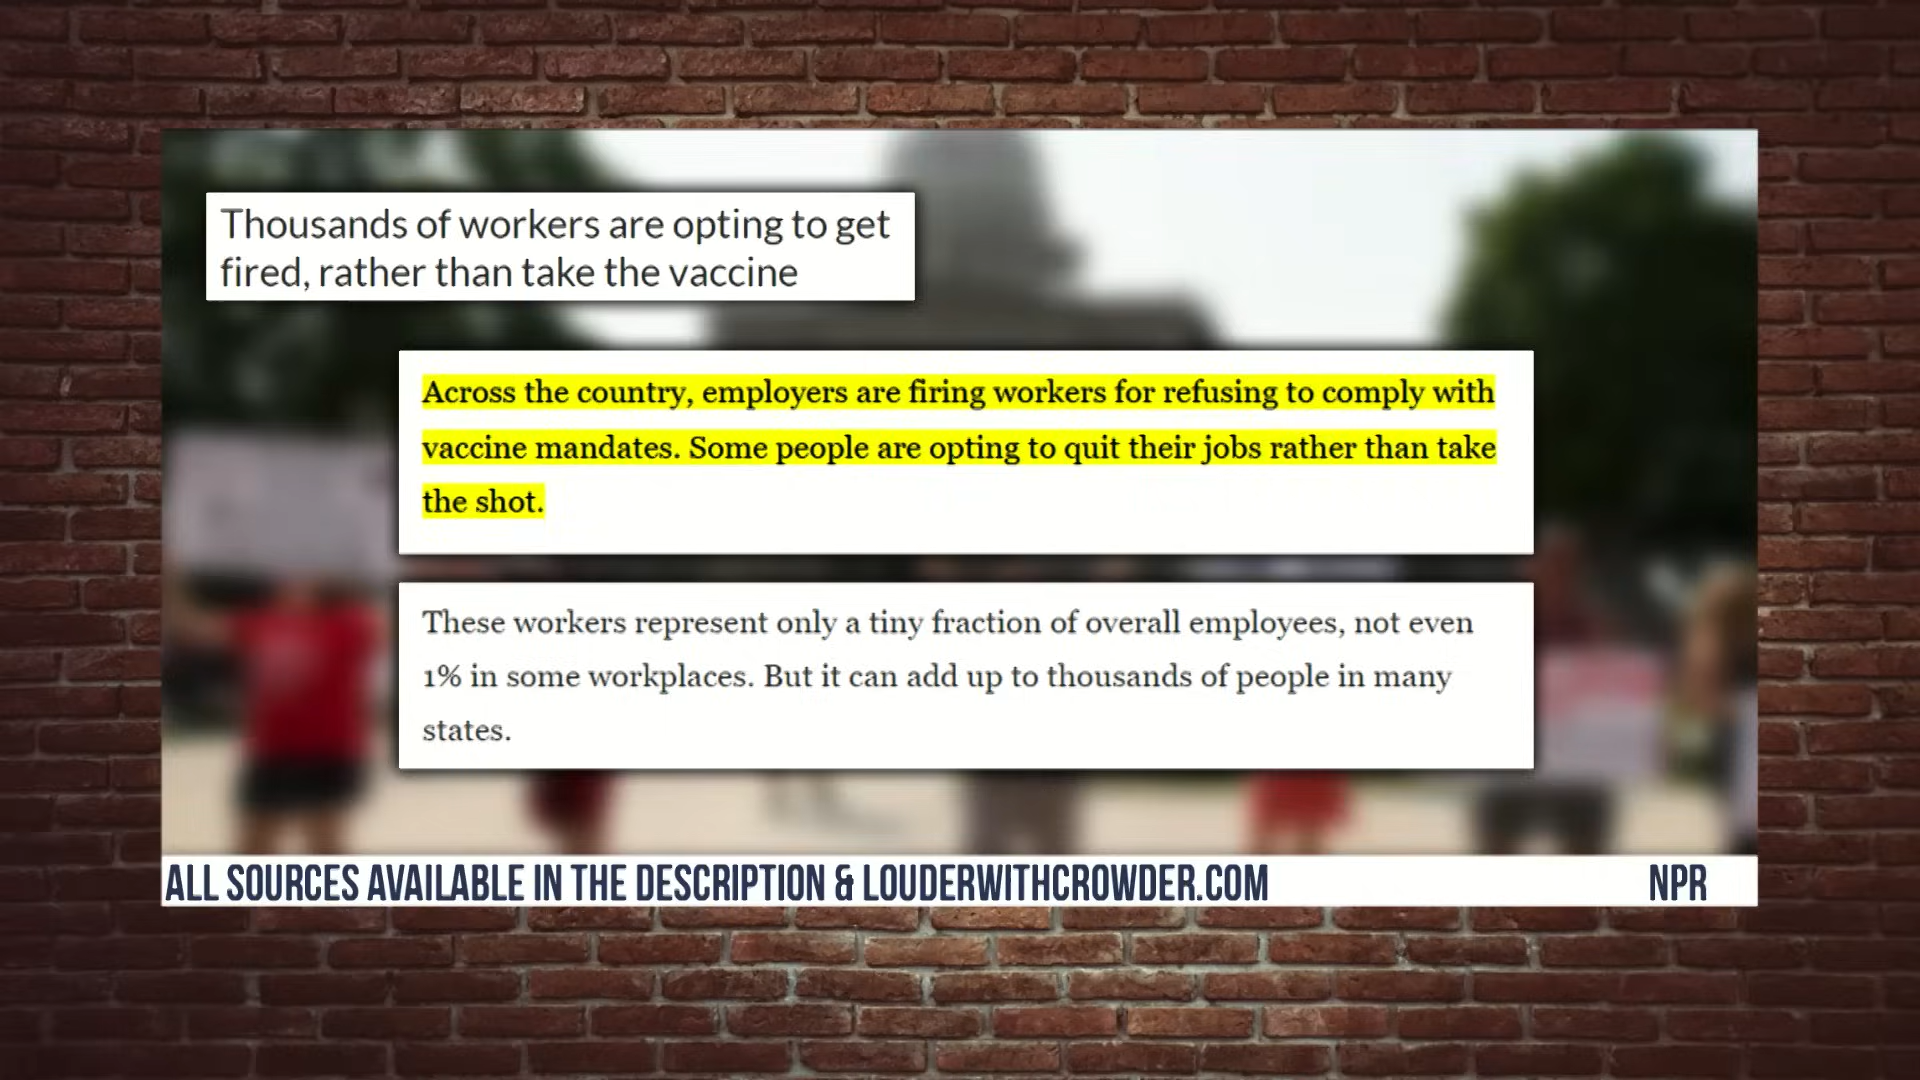 Thousands of workers are opting to get
fired, rather than take the vaccine
Across the country, employers are firing workers for refusing to comply with
vaccine mandates. Some people are opting to quit their jobs rather than take
the shot.
These workers represent only a tiny fraction of overall employees, not even
1% in some workplaces. But it can add up to thousands of people in many
states.
ALL SOURCES AVAILABLE IN THE DESCRIPTION & LOUDERWITHCROWDER.COM
NPR